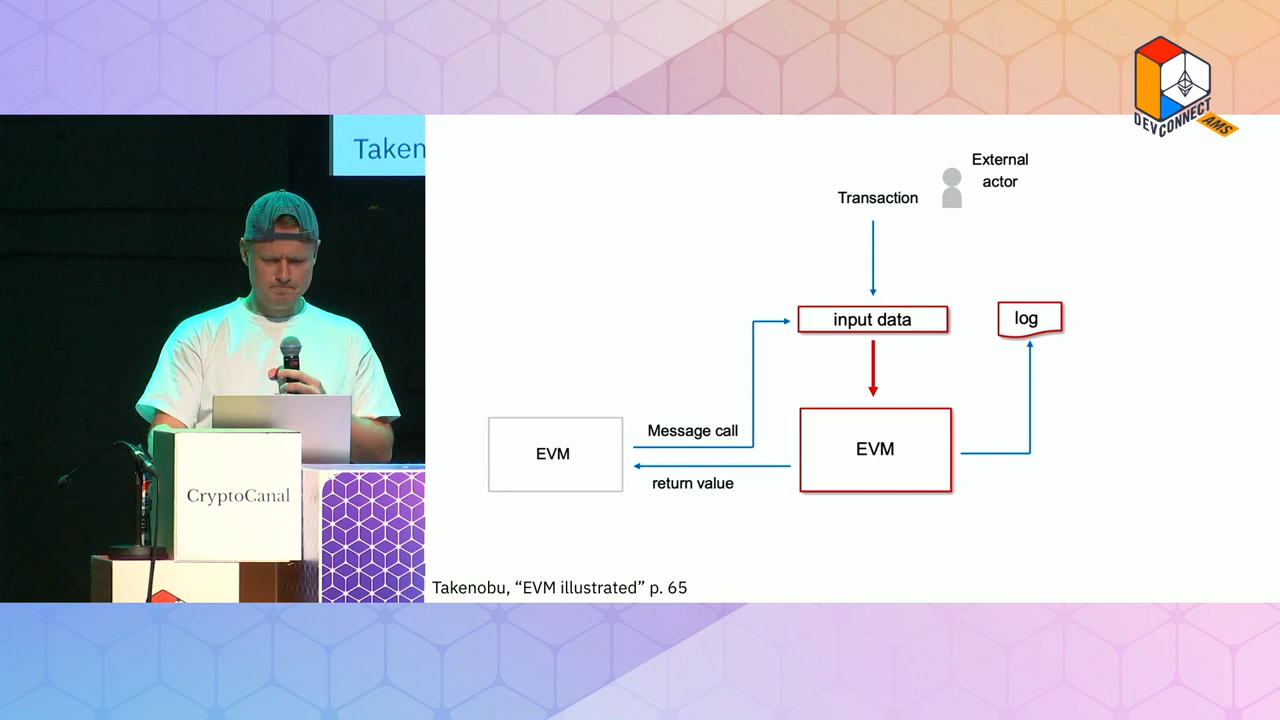 DEVCONNECT
AMS
Taken
External
actor
Transaction
input data
log
Message call
EVM
EVM
return value
CryptoCanal
Takenobu, “EVM illustrated” p. 65